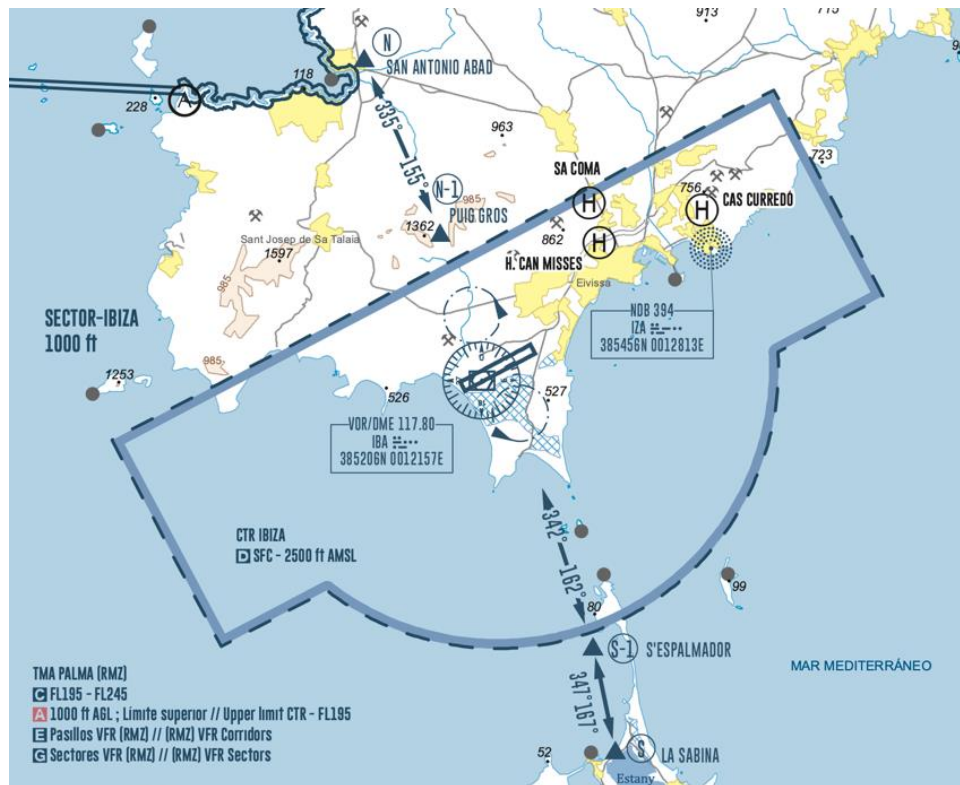 913
715
N
SAN ANTONIO ABAD
118
A
228
335°
155°
963
723
SA COMA
H
756
H
CAS CURREDÓ
N-1
985
PUIG GROS
1362
862
H
H. CAN MISSES
Sant Josep de Sa Talaia
1597
985
Eivissa
NDB 394
IZA
385456N 0012813E
SECTOR-IBIZA
1000 ft
985
1253
526
527
VOR/DME 117.80
IBA
385206N 0012157E
342°
162°
CTR IBIZA
D SFC - 2500 ft AMSL
99
80
S-1 S'ESPALMADOR
MAR MEDITERRÁNEO
TMA PALMA (RMZ)
C FL195 - FL245
A 1000 ft AGL ; Límite superior // Upper limit CTR - FL195
E Pasillos VFR (RMZ) // (RMZ) VFR Corridors
G Sectores VFR (RMZ) // (RMZ) VFR Sectors
347°
167°
52
S
LA SABINA
Estany